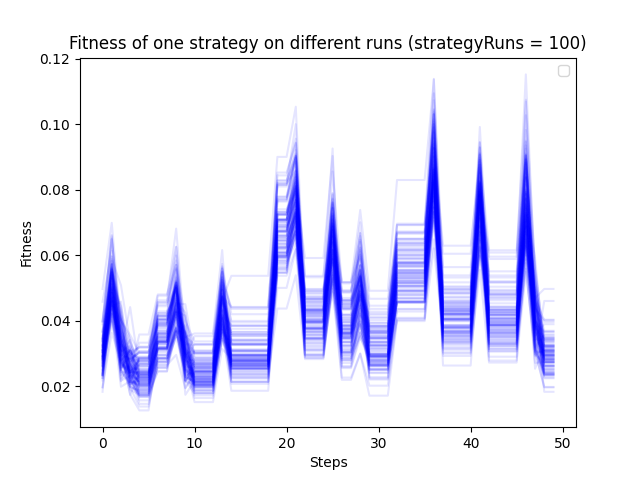 Fitness of one strategy on different runs (strategyRuns = 100)
0.12
0.10
0.08
0.06
0.04
0.02
Fitness
0 10 20 30 40 50
Steps